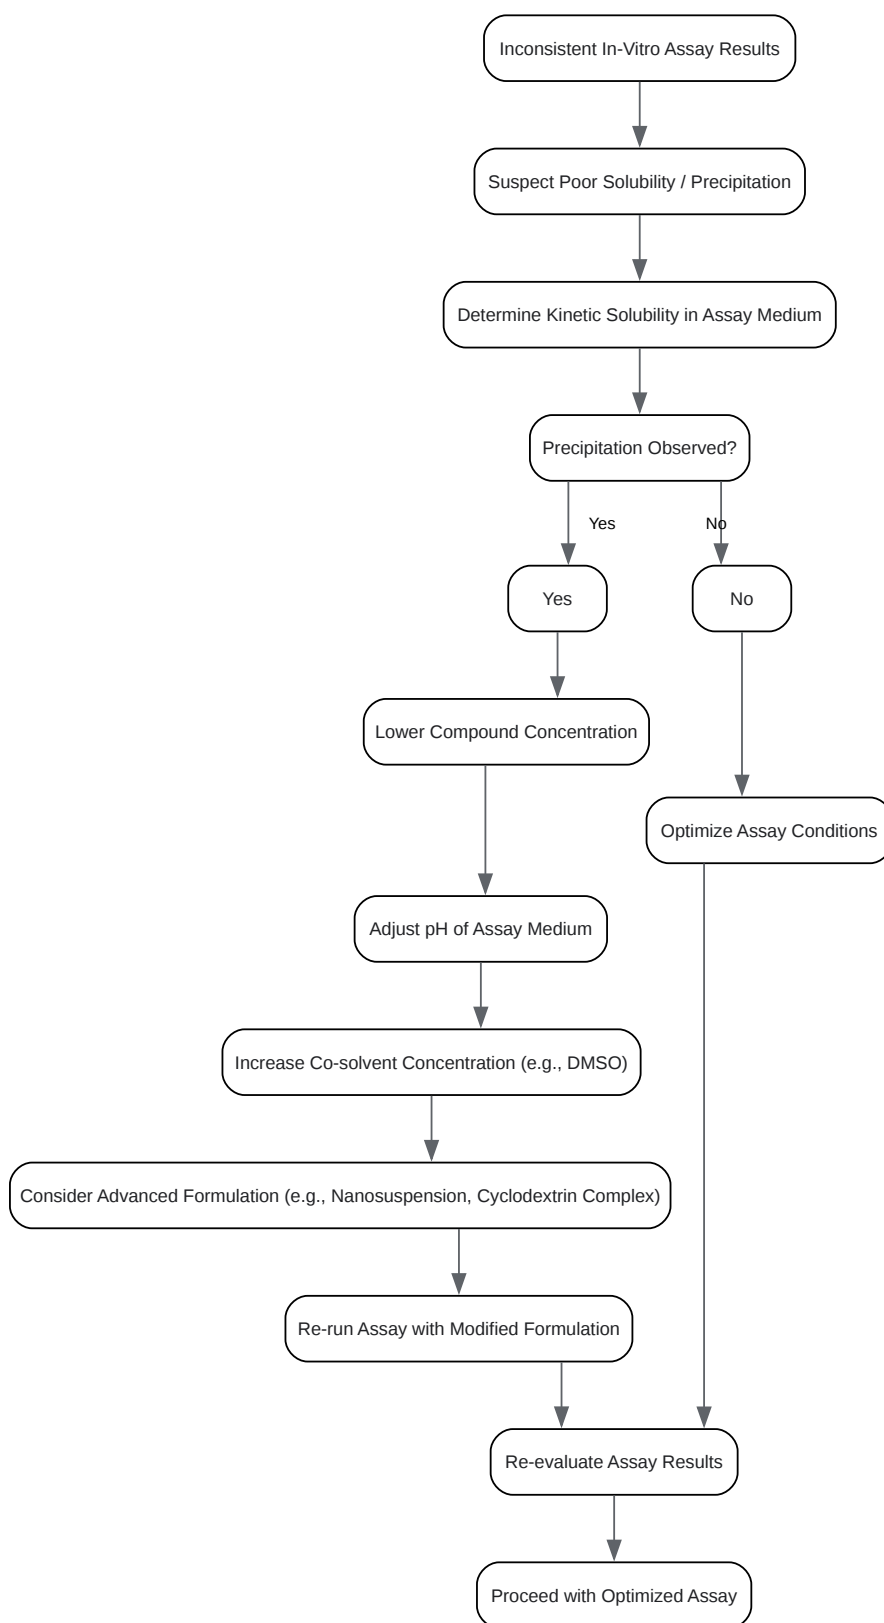 Inconsistent In-Vitro Assay Results
Suspect Poor Solubility / Precipitation
Determine Kinetic Solubility in Assay Medium
Precipitation Observed?
Yes
No
Yes
No
Lower Compound Concentration
Optimize Assay Conditions
Adjust pH of Assay Medium
Increase Co-solvent Concentration (e.g., DMSO)
Consider Advanced Formulation (e.g., Nanosuspension, Cyclodextrin Complex)
Re-run Assay with Modified Formulation
Re-evaluate Assay Results
Proceed with Optimized Assay